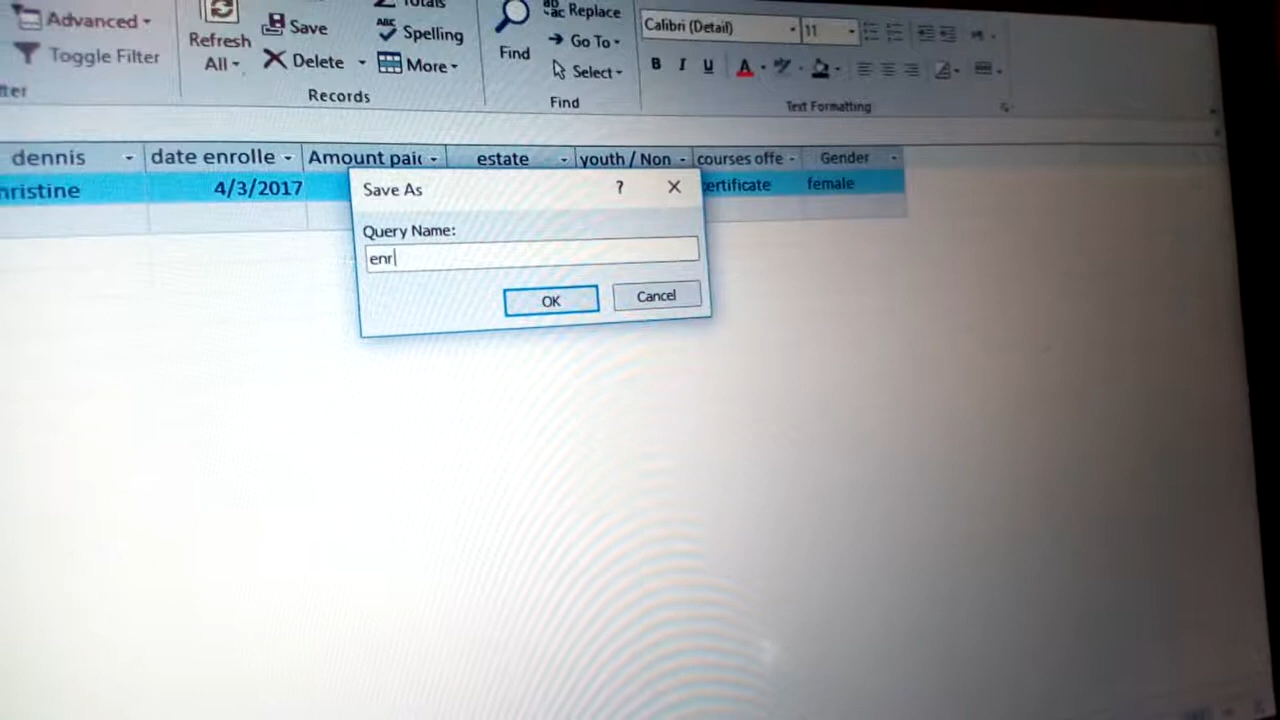 Totals
Replace
Calibri (Detail) 11
Advanced
Save
Spelling
Refresh
All
Find
Go To
Toggle Filter
Delete
More
Select
B I U A
Records
Find
Text Formatting
dennis date enrolle Amount paid estate youth / Non courses offe Gender
4/3/2017 female
Save As ? X
Query Name:
enr
OK Cancel